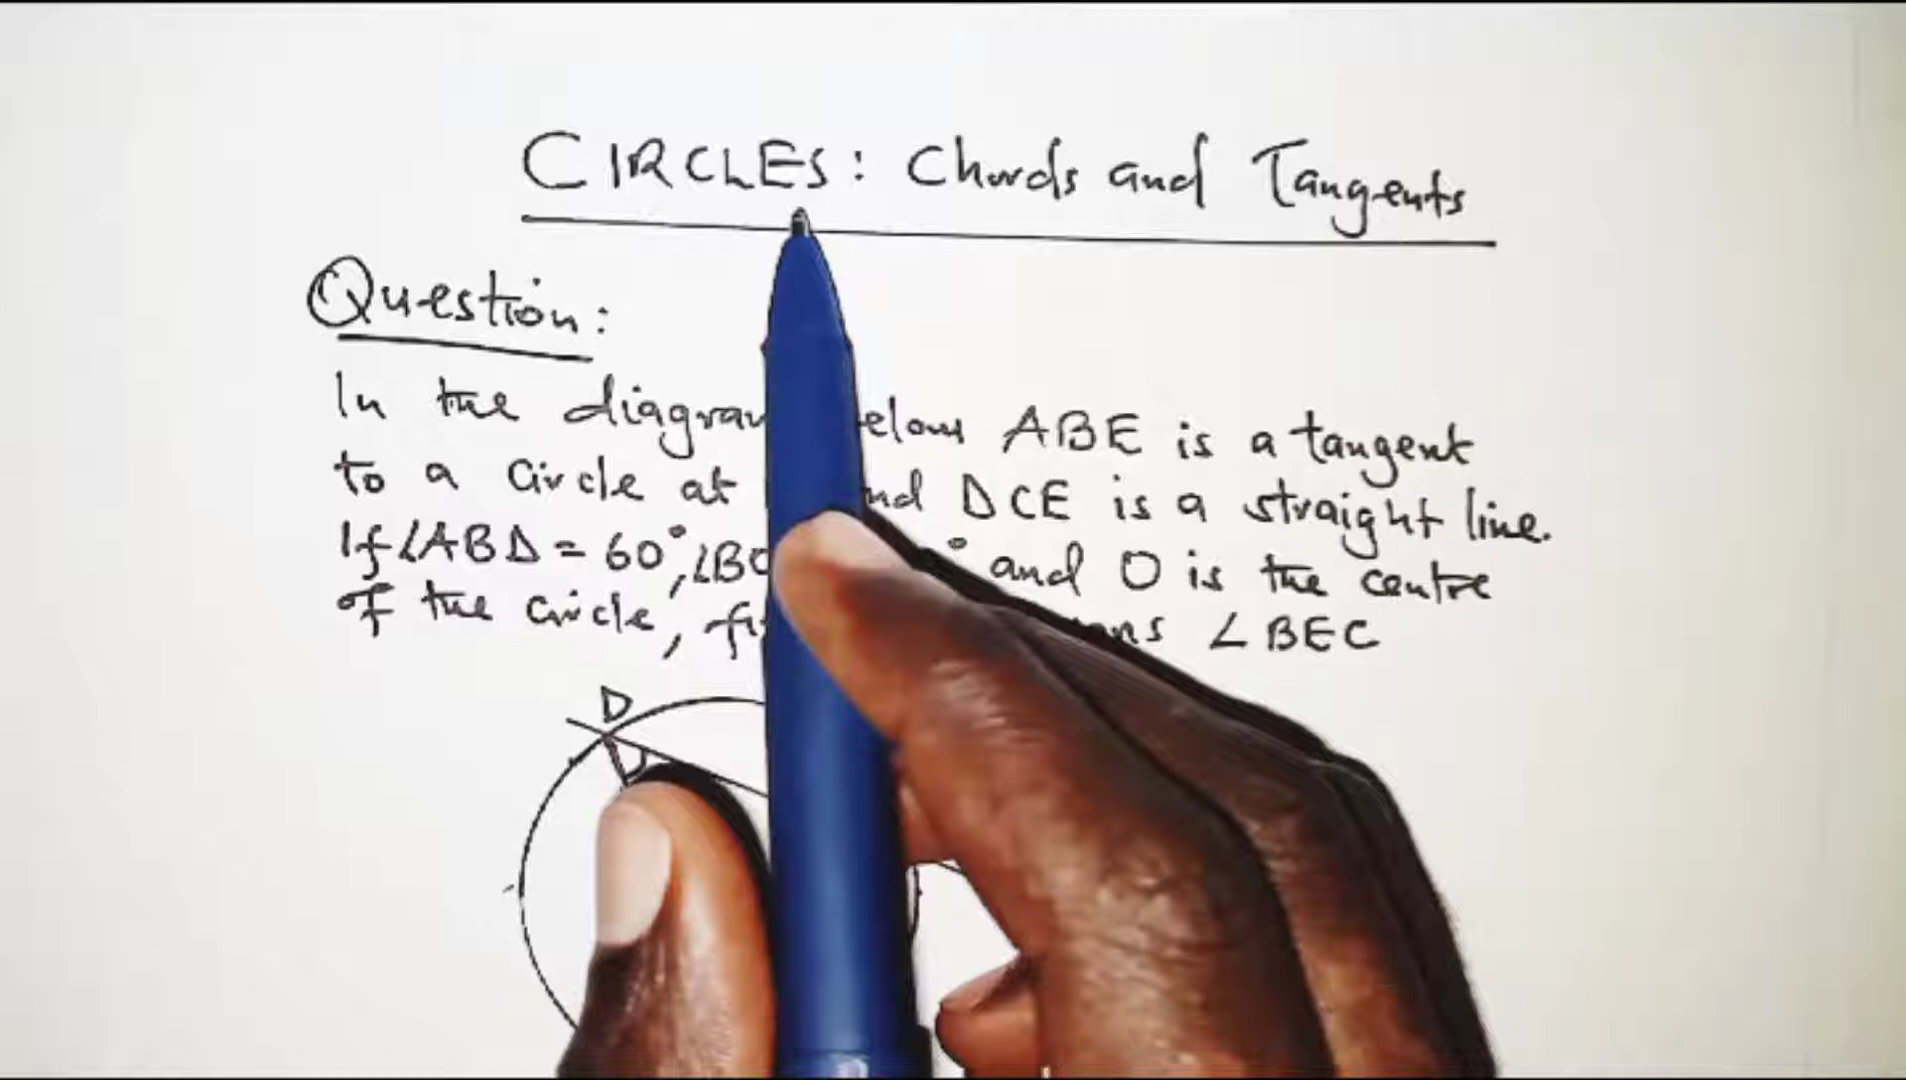 CIRCLES: Chords and Tangents
Question:
In the diagram below ABE is a tangent
to a circle at and DCE is a straight line.
If ∠ABD = 60°, and O is the centre
of the circle, ∠BEC
D